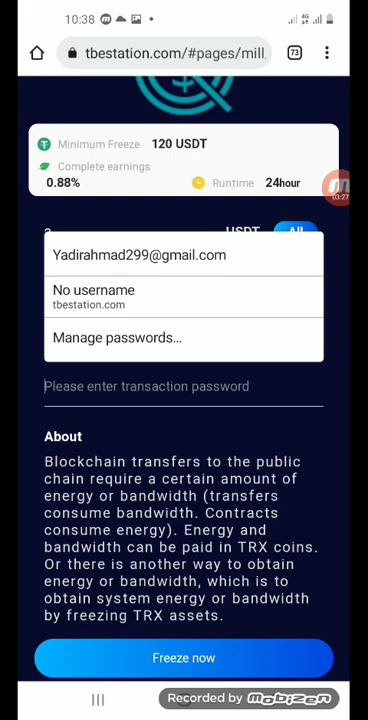 10:38
4G
tbestation.com/#pages/mill
73
Minimum Freeze 120 USDT
Complete earnings
0.88% Runtime 24hour
03:27
USDT All
Yadirahmad299@gmail.com
No username
tbestation.com
Manage passwords...
Please enter transaction password
About
Blockchain transfers to the public
chain require a certain amount of
energy or bandwidth (transfers
consume bandwidth. Contracts
consume energy). Energy and
bandwidth can be paid in TRX coins.
Or there is another way to obtain
energy or bandwidth, which is to
obtain system energy or bandwidth
by freezing TRX assets.
Freeze now
Recorded by mobizen